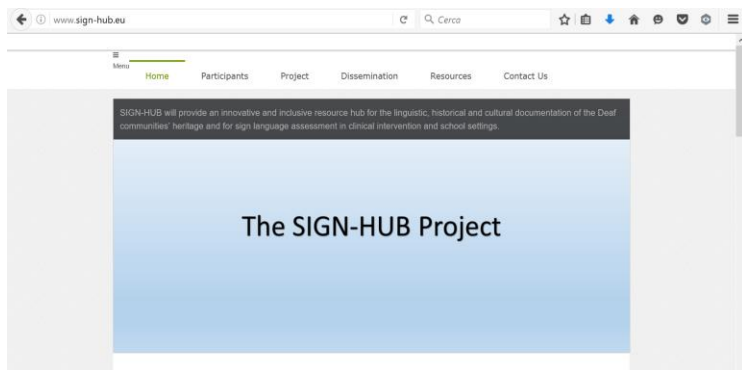 www.sign-hub.eu
Cerco
Menu
Home Participants Project Dissemination Resources Contact Us
SIGN-HUB will provide an innovative and inclusive resource hub for the linguistic, historical and cultural documentation of the Deaf
communities' heritage and for sign language assessment in clinical intervention and school settings.
The SIGN-HUB Project